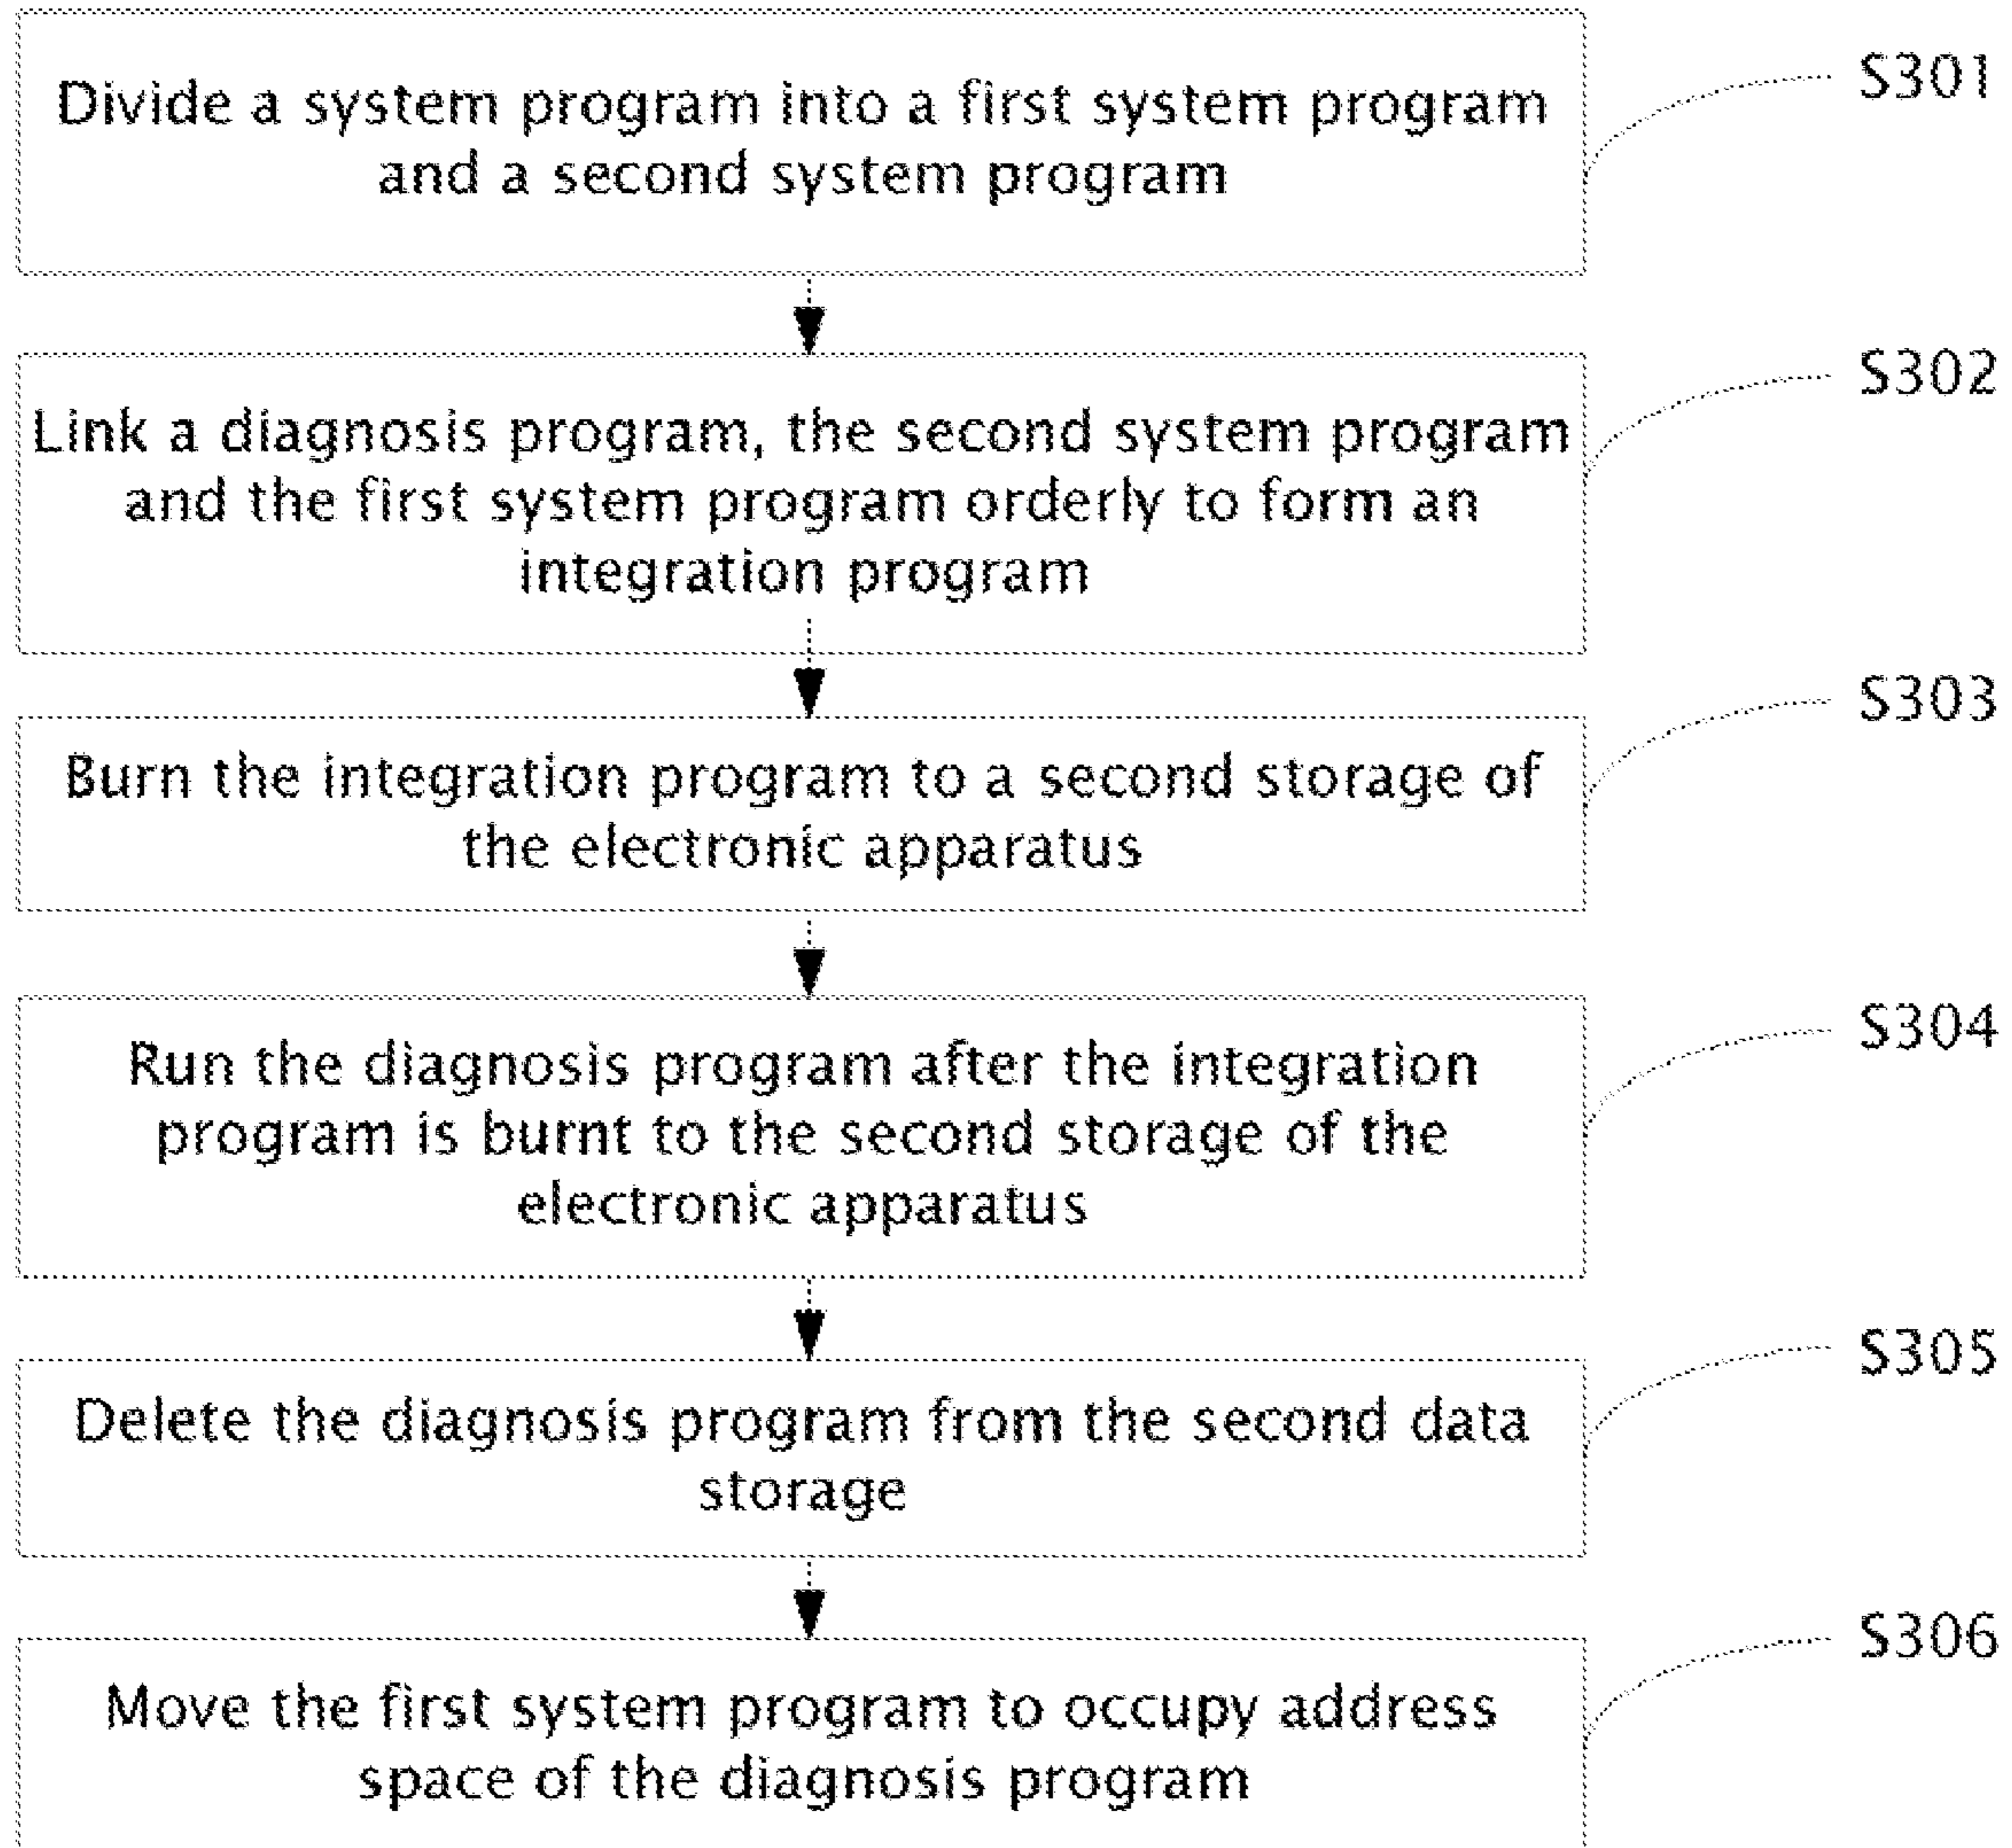 Divide a system program into a first system program
and a second system program
S301
Link a diagnosis program, the second system program
and the first system program orderly to form an
integration program
S302
Burn the integration program to a second storage of
the electronic apparatus
S303
Run the diagnosis program after the integration
program is burnt to the second storage of the
electronic apparatus
S304
Delete the diagnosis program from the second data
storage
S305
Move the first system program to occupy address
space of the diagnosis program
S306